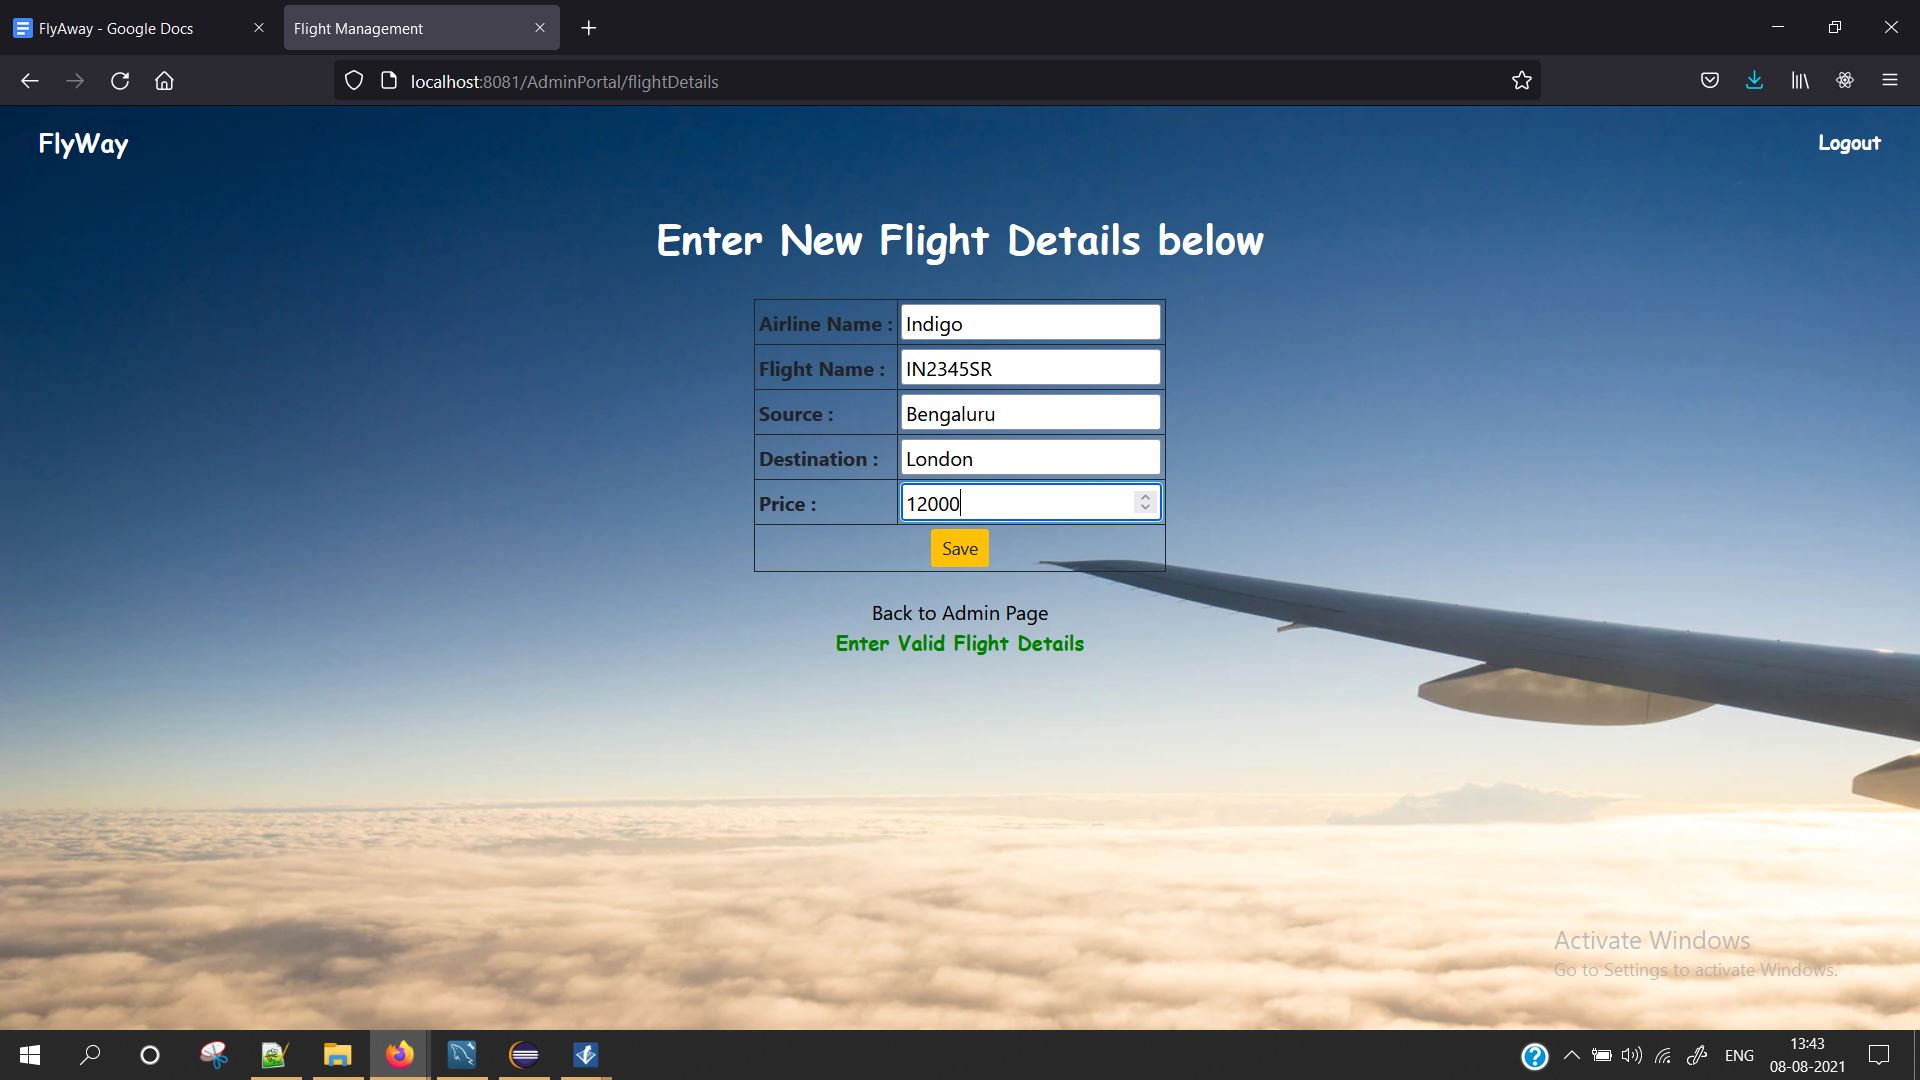 FlyAway - Google Docs
Flight Management
localhost:8081/AdminPortal/flightDetails
FlyWay
Logout
Enter New Flight Details below
Airline Name : Indigo
Flight Name : IN2345SR
Source : Bengaluru
Destination : London
Price : 12000
Save
Back to Admin Page
Enter Valid Flight Details
Activate Windows
Go to Settings to activate Windows.
ENG
13:43
08-08-2021